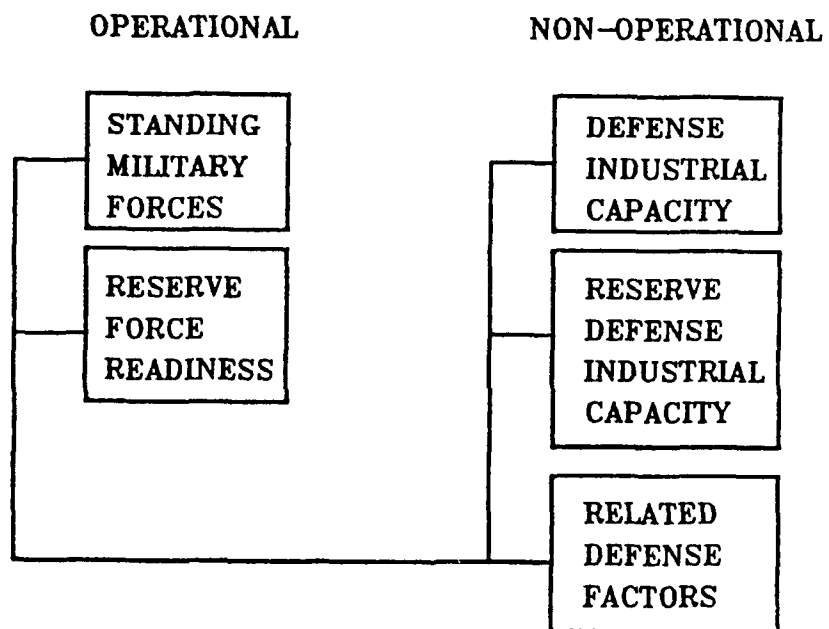 OPERATIONAL
NON-OPERATIONAL
STANDING
MILITARY
FORCES
RESERVE
FORCE
READINESS
DEFENSE
INDUSTRIAL
CAPACITY
RESERVE
DEFENSE
INDUSTRIAL
CAPACITY
RELATED
DEFENSE
FACTORS